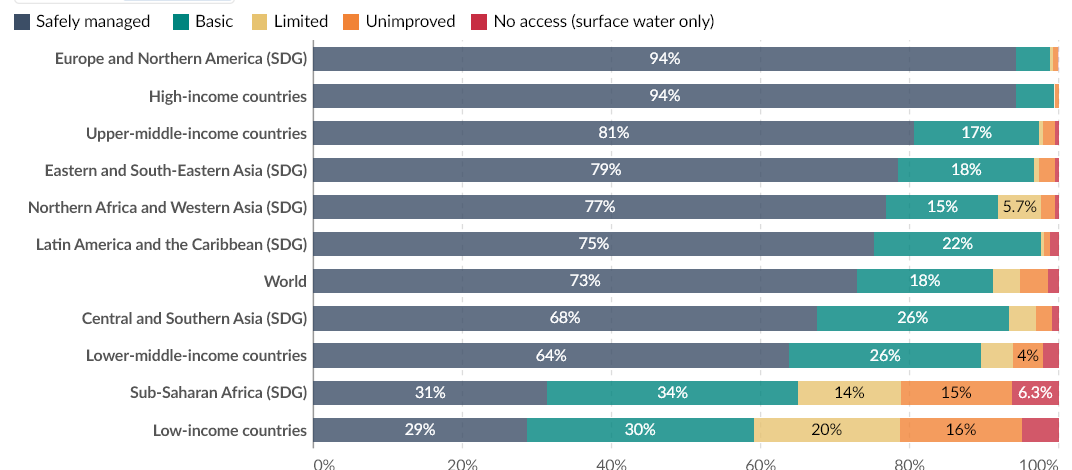 Safely managed Basic Limited Unimproved No access (surface water only)
Europe and Northern America (SDG) 94%
High-income countries 94%
Upper-middle-income countries 81% 17%
Eastern and South-Eastern Asia (SDG) 79% 18%
Northern Africa and Western Asia (SDG) 77% 15% 5.7%
Latin America and the Caribbean (SDG) 75% 22%
World 73% 18%
Central and Southern Asia (SDG) 68% 26%
Lower-middle-income countries 64% 26% 4%
Sub-Saharan Africa (SDG) 31% 34% 14% 15% 6.3%
Low-income countries 29% 30% 20% 16%
0% 20% 40% 60% 80% 100%